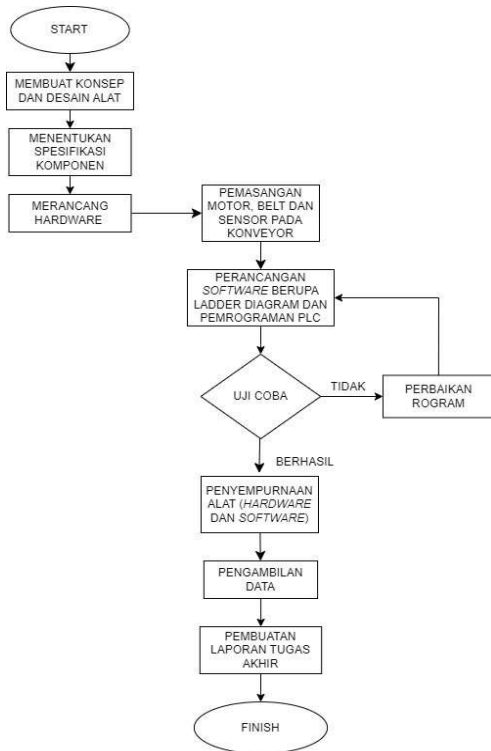 START
MEMBUAT KONSEP
DAN DESAIN ALAT
MENENTUKAN
SPESIFIKASI
KOMPONEN
MERANCANG
HARDWARE
PEMASANGAN
MOTOR, BELT DAN
SENSOR PADA
KONVEYOR
PERANCANGAN
SOFTWARE BERUPA
LADDER DIAGRAM DAN
PEMROGRAMAN PLC
UJI COBA
TIDAK
PERBAIKAN
ROGRAM
BERHASIL
PENYEMPURNAAN
ALAT (HARDWARE
DAN SOFTWARE)
PENGAMBILAN
DATA
PEMBUATAN
LAPORAN TUGAS
AKHIR
FINISH